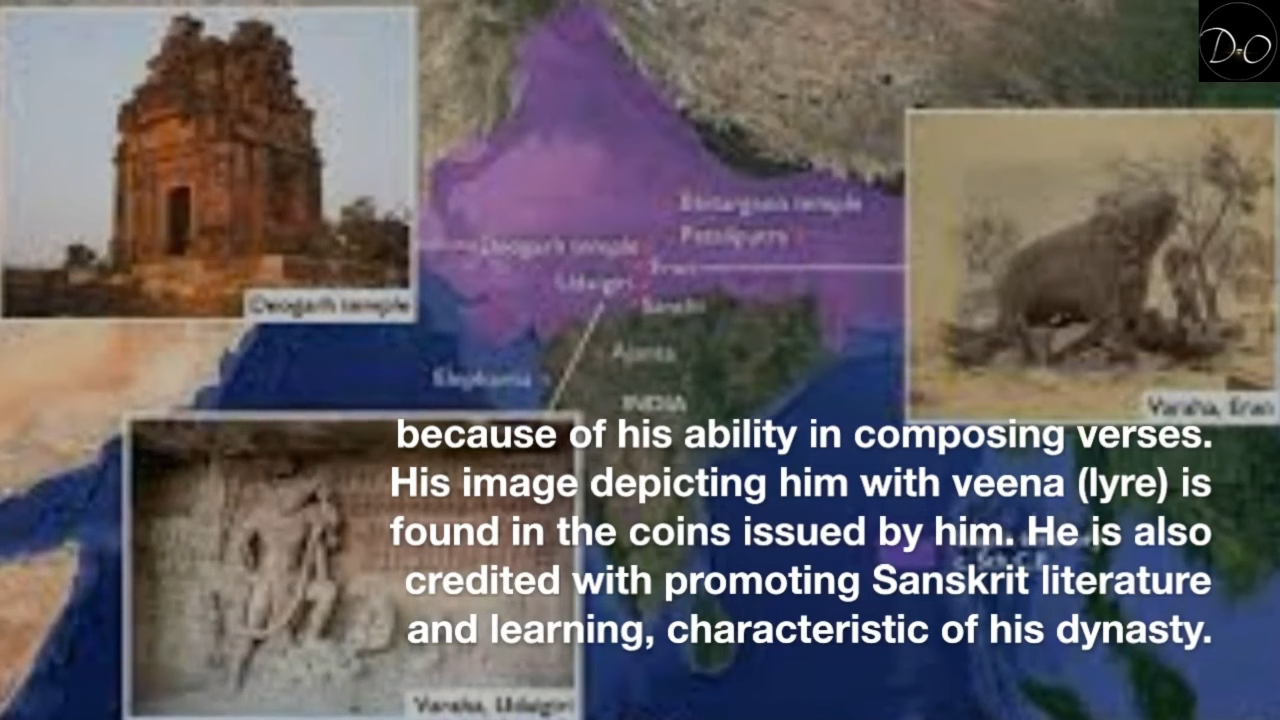 D-O
Deogarh temple
Bhitargaon temple
Deogarh temple
Pataliputra
Eran
Udaigiri
Sanchi
Ajanta
Elephanta
INDIA
Varaha, Eran
because of his ability in composing verses.
His image depicting him with veena (lyre) is
found in the coins issued by him. He is also
credited with promoting Sanskrit literature
and learning, characteristic of his dynasty.
Varaha, Udaigiri